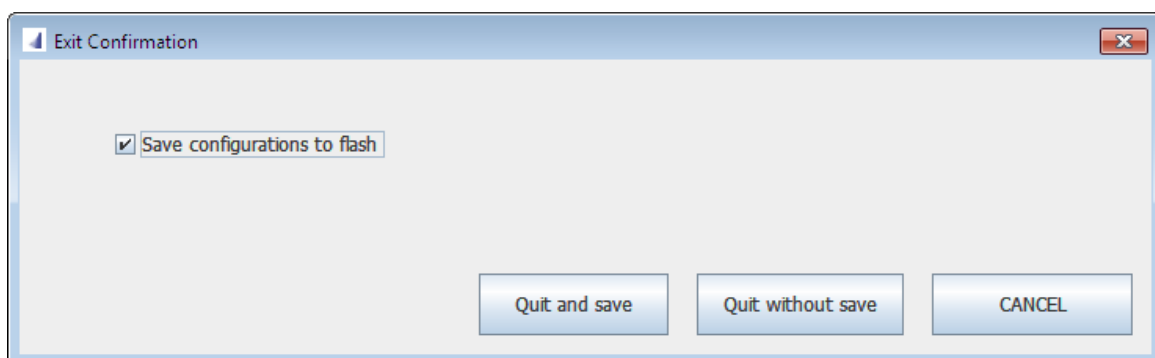 Exit Confirmation
Save configurations to flash
Quit and save
Quit without save
CANCEL